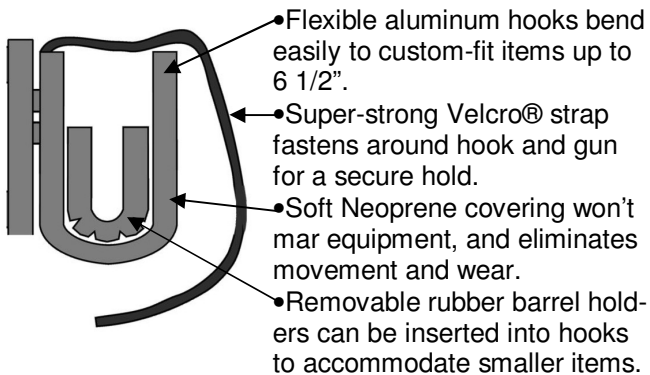 •Flexible aluminum hooks bend
easily to custom-fit items up to
6 1/2”.
•Super-strong Velcro® strap
fastens around hook and gun
for a secure hold.
•Soft Neoprene covering won’t
mar equipment, and eliminates
movement and wear.
•Removable rubber barrel hold-
ers can be inserted into hooks
to accommodate smaller items.